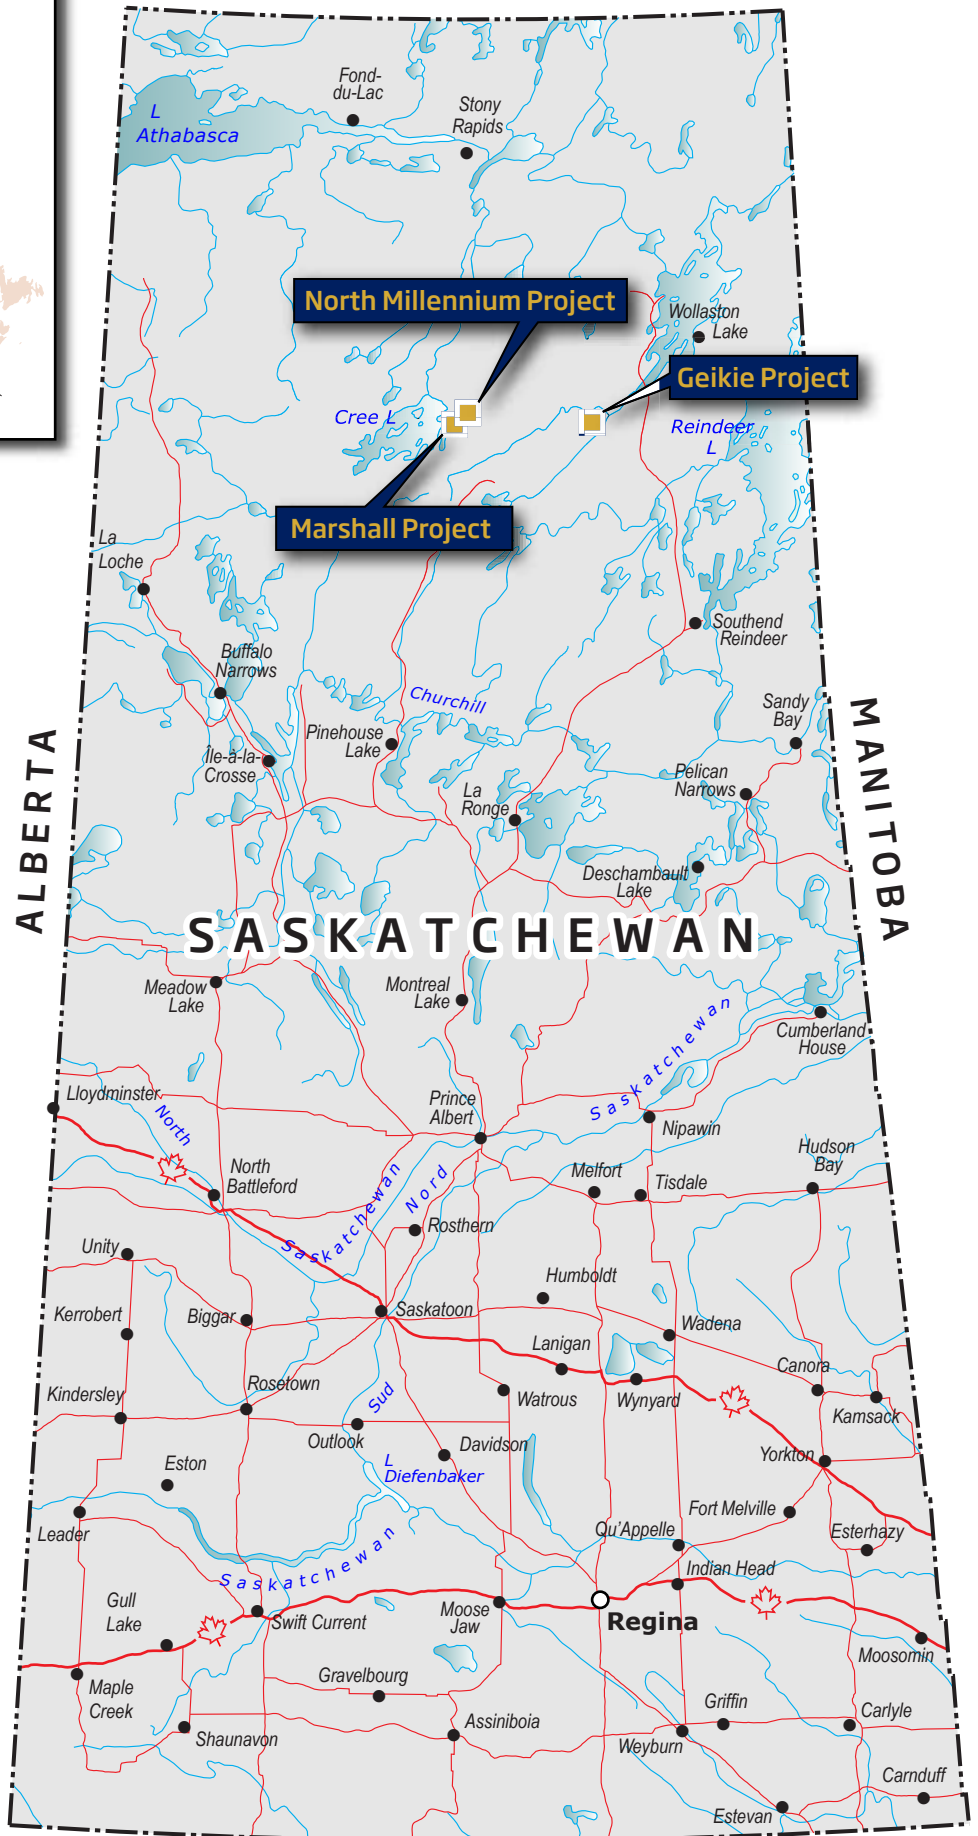 Fond-
du-Lac
Stony
Rapids
L
Athabasca
North Millennium Project
Wollaston
Lake
Geikie Project
Cree L
Reindeer
L
Marshall Project
La
Loche
Southend
Reindeer
Buffalo
Narrows
Churchill
Sandy
Bay
Pinehouse
Lake
Île-à-la-
Crosse
Pelican
Narrows
La
Ronge
ALBERTA
MANITOBA
Deschambault
Lake
SASKATCHEWAN
Meadow
Lake
Montreal
Lake
Saskatchewan
Cumberland
House
Lloydminster
North
Prince
Albert
Nipawin
Hudson
Bay
North
Battleford
Saskatchewan
Nord
Melfort
Tisdale
Rosthern
Unity
Humboldt
Kerrobert
Biggar
Saskatoon
Wadena
Lanigan
Canora
Kindersley
Rosetown
Sud
Watrous
Wynyard
Kamsack
Outlook
Davidson
Yorkton
Eston
L
Diefenbaker
Fort Melville
Leader
Qu'Appelle
Esterhazy
Saskatchewan
Indian Head
Gull
Lake
Swift Current
Moose
Jaw
Regina
Moosomin
Maple
Creek
Gravelbourg
Griffin
Carlyle
Shaunavon
Assiniboia
Weyburn
Carnduff
Estevan